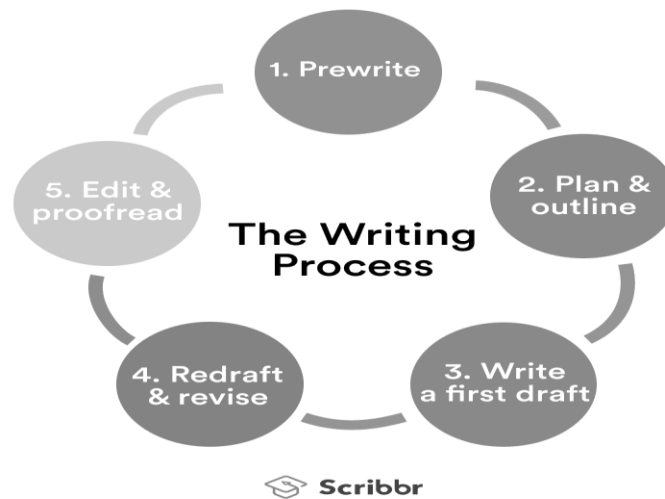 1. Prewrite
2. Plan &
outline
3. Write
a first draft
4. Redraft
& revise
5. Edit &
proofread
The Writing
Process
Scribbr